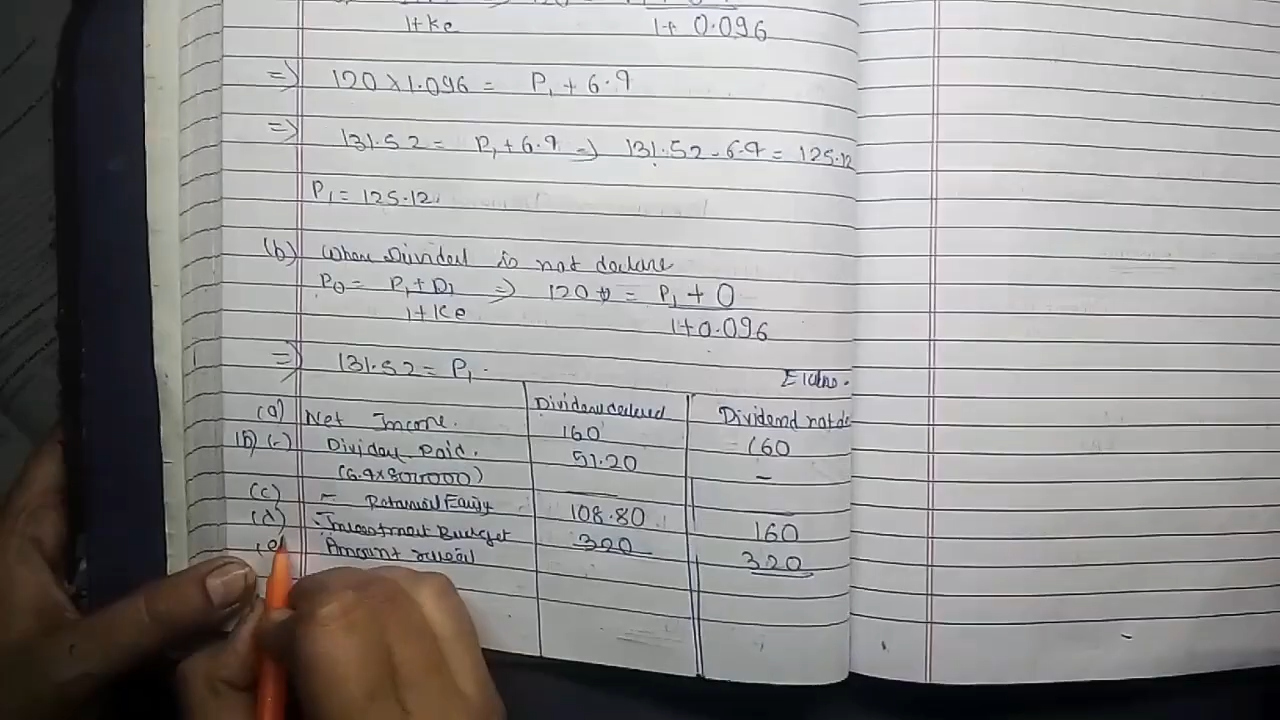 1+Ke 1+ 0.096
=> 120 x 1.096 = P1 + 6.9
=> 131.52 = P1 + 6.9 => 131.52 - 6.9 = 125.12
P1 = 125.12
(b) When Dividend is not declare
P0 = P1 + D1 => 120 = P1 + 0
1+Ke 1+0.096
=> 131.52 = P1.
Dividend declared Dividend not de
(a) Net Income. 160 160
(b) (-) Dividend Paid. 51.20 -
(6.4x800000)
(c) - Retained Equity 108.80 160
(d) Investment Budget 320 320
(e) Amount